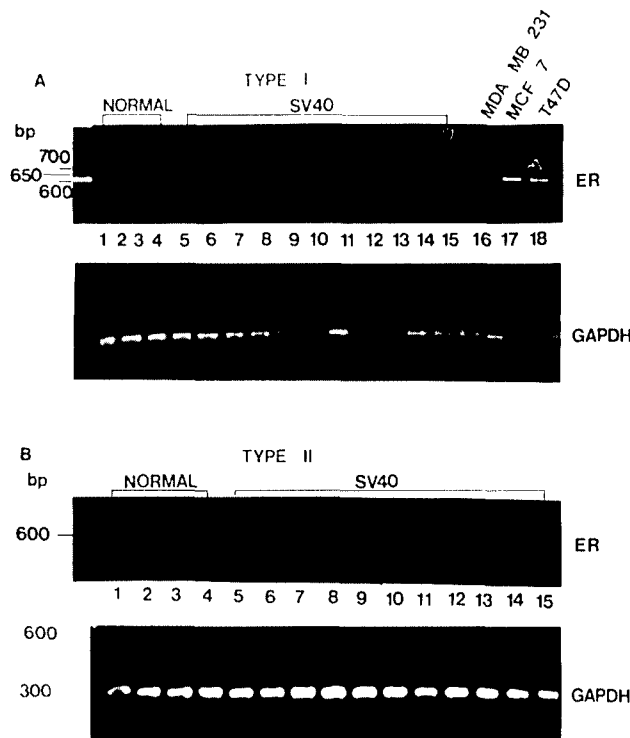 A
TYPE I
MDA MB 231
MCF 7
T47D
NORMAL
SV40
bp
700
650
600
ER
1 2 3 4 5 6 7 8 9 10 11 12 13 14 15 16 17 18
GAPDH
B
TYPE II
bp
NORMAL
SV40
600
ER
1 2 3 4 5 6 7 8 9 10 11 12 13 14 15
600
300
GAPDH